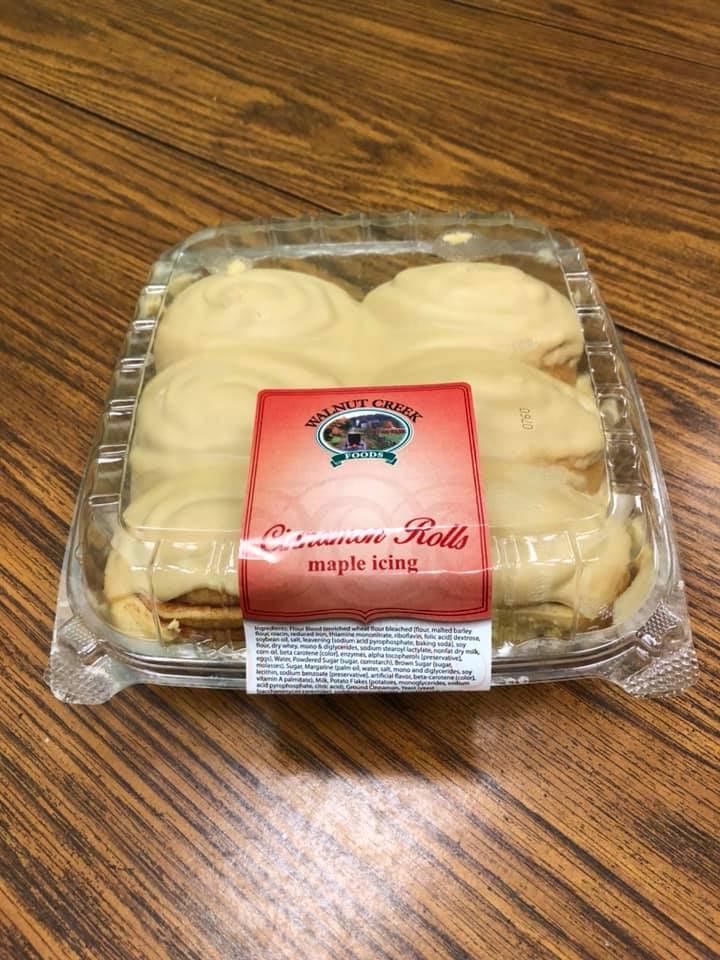 WALNUT CREEK
FOODS
0760
Cinnamon Rolls
maple icing
Ingredients: Flour Blend (enriched wheat flour bleached (flour, malted barley
flour, niacin, reduced iron, thiamine mononitrate, riboflavin, folic acid) dextrose,
soybean oil, salt, leavening (sodium acid pyrophosphate, baking soda), soy
flour, dry whey, mono & diglycerides, sodium stearoyl lactylate, nonfat dry milk,
corn oil, beta carotene (color), enzymes, alpha tocopherols (preservative),
eggs), Water, Powdered Sugar (sugar, cornstarch), Brown Sugar (sugar,
molasses), Sugar, Margarine (palm oil, water, salt, mono and diglycerides, soy
lecithin, sodium benzoate (preservative), artificial flavor, beta-carotene (color),
vitamin A palmitate), Milk, Potato Flakes (potatoes, monoglycerides, sodium
acid pyrophosphate, citric acid), Ground Cinnamon, Yeast (yeast